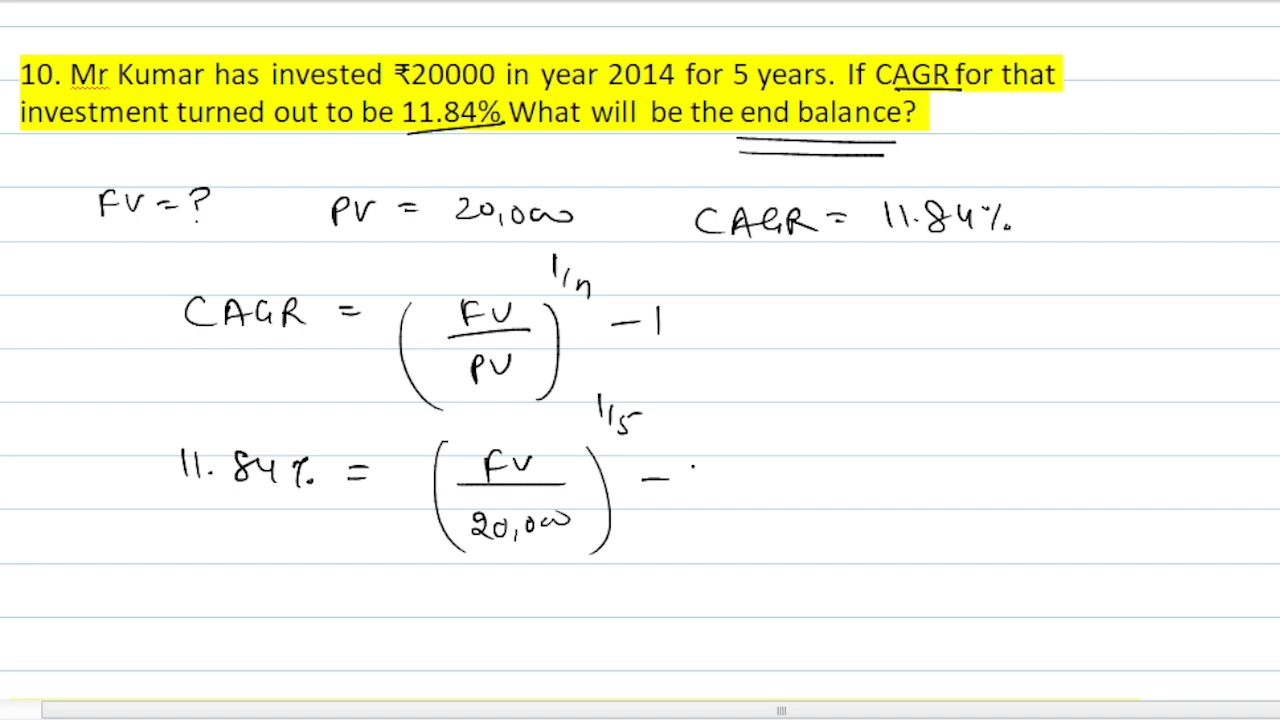 10. Mr Kumar has invested ₹20000 in year 2014 for 5 years. If CAGR for that
investment turned out to be 11.84%.What will be the end balance?
FV = ? PV = 20,000 CAGR = 11.84%
CAGR = (FV/PV)^1/n - 1
11.84% = (FV/20,000)^1/5 -